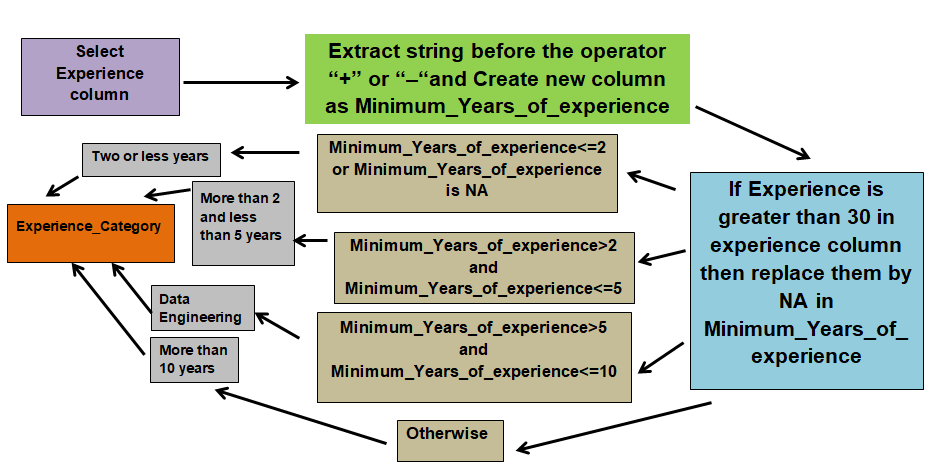 Select
Experience
column
Extract string before the operator
“+” or “–“and Create new column
as Minimum_Years_of_experience
Two or less years
Minimum_Years_of_experience<=2
or Minimum_Years_of_experience
is NA
If Experience is
greater than 30 in
experience column
then replace them by
NA in
Minimum_Years_of_
experience
More than 2
and less
than 5 years
Experience_Category
Minimum_Years_of_experience>2
and
Minimum_Years_of_experience<=5
Data
Engineering
Minimum_Years_of_experience>5
and
Minimum_Years_of_experience<=10
More than
10 years
Otherwise